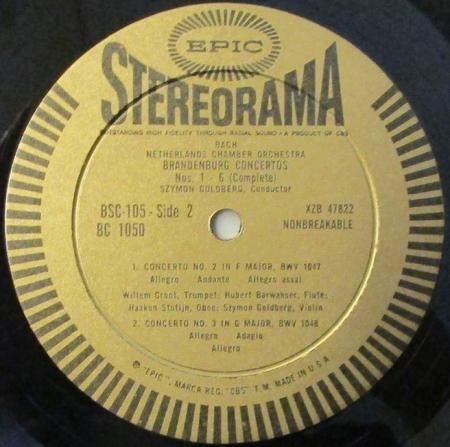 EPIC
STEREORAMA
OUTSTANDING HIGH FIDELITY THROUGH RADIAL SOUND • A PRODUCT OF CBS
BACH
NETHERLANDS CHAMBER ORCHESTRA
BRANDENBURG CONCERTOS
Nos. 1 - 6 (Complete)
SZYMON GOLDBERG, Conductor
BSC-105 - Side 2
XZB 47822
BC 1050
NONBREAKABLE
1. CONCERTO NO. 2 IN F MAJOR, BWV 1047
Allegro Andante Allegro assai
Willem Groot, Trumpet; Hubert Barwahser, Flute;
Haakon Stotijn, Oboe; Szymon Goldberg, Violin
2. CONCERTO NO. 3 IN G MAJOR, BWV 1048
Allegro Adagio
Allegro
℗ "EPIC", MARCA REG. "CBS" T.M. MADE IN U.S.A.